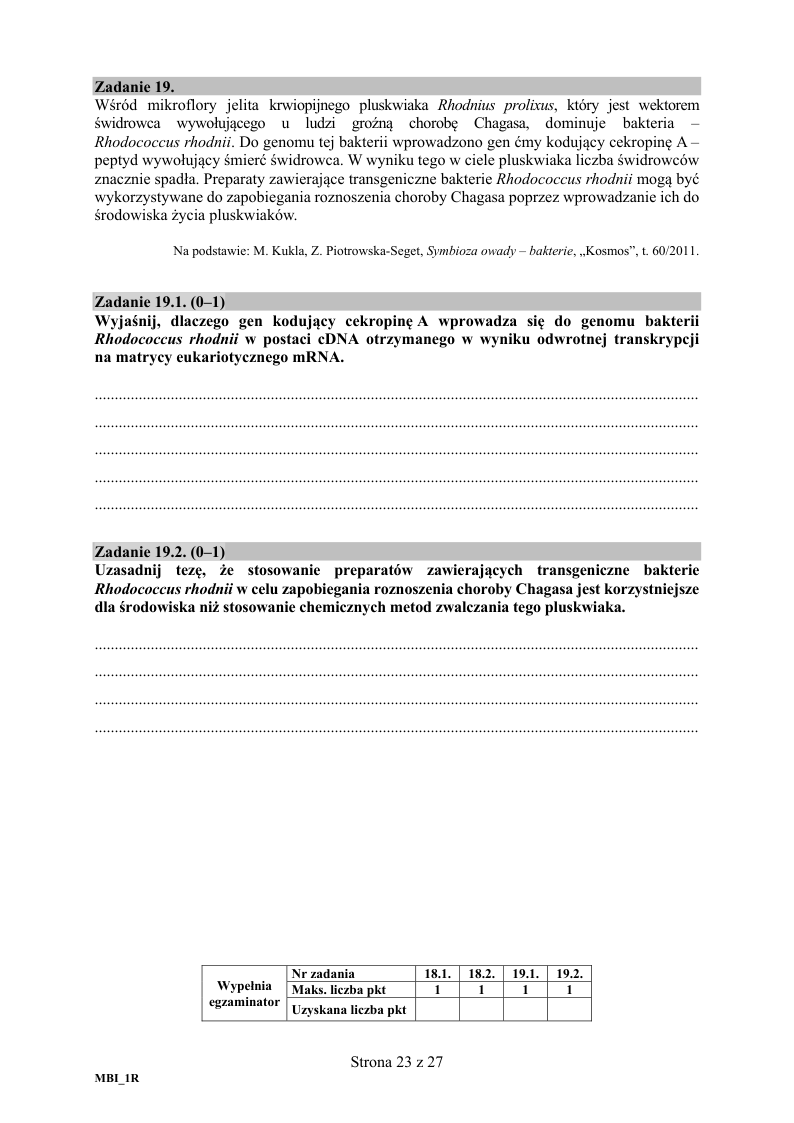 Zadanie 19.
Wśród mikroflory jelita krwiopijnego pluskwiaka Rhodnius prolixus, który jest wektorem
świdrowca wywołującego u ludzi groźną chorobę Chagasa, dominuje bakteria –
Rhodococcus rhodnii. Do genomu tej bakterii wprowadzono gen ćmy kodujący cekropinę A –
peptyd wywołujący śmierć świdrowca. W wyniku tego w ciele pluskwiaka liczba świdrowców
znacznie spadła. Preparaty zawierające transgeniczne bakterie Rhodococcus rhodnii mogą być
wykorzystywane do zapobiegania roznoszenia choroby Chagasa poprzez wprowadzanie ich do
środowiska życia pluskwiaków.
Na podstawie: M. Kukla, Z. Piotrowska-Seget, Symbioza owady – bakterie, „Kosmos”, t. 60/2011.
Zadanie 19.1. (0–1)
Wyjaśnij, dlaczego gen kodujący cekropinę A wprowadza się do genomu bakterii
Rhodococcus rhodnii w postaci cDNA otrzymanego w wyniku odwrotnej transkrypcji
na matrycy eukariotycznego mRNA.
Zadanie 19.2. (0–1)
Uzasadnij tezę, że stosowanie preparatów zawierających transgeniczne bakterie
Rhodococcus rhodnii w celu zapobiegania roznoszenia choroby Chagasa jest korzystniejsze
dla środowiska niż stosowanie chemicznych metod zwalczania tego pluskwiaka.
Wypełnia
egzaminator
Nr zadania 18.1. 18.2. 19.1. 19.2.
Maks. liczba pkt 1 1 1 1
Uzyskana liczba pkt
Strona 23 z 27
MBI_1R